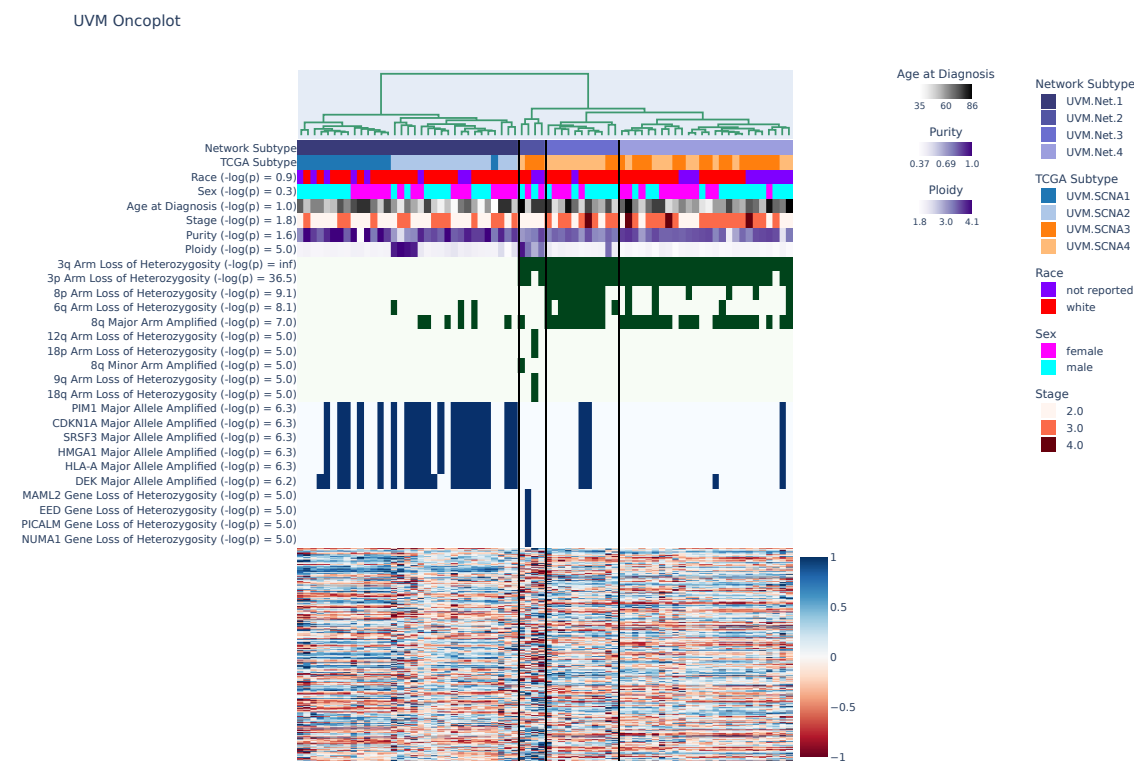 UVM Oncoplot
Network Subtype
TCGA Subtype
Race (-log(p) = 0.9)
Sex (-log(p) = 0.3)
Age at Diagnosis (-log(p) = 1.0)
Stage (-log(p) = 1.8)
Purity (-log(p) = 1.6)
Ploidy (-log(p) = 5.0)
3q Arm Loss of Heterozygosity (-log(p) = inf)
3p Arm Loss of Heterozygosity (-log(p) = 36.5)
8p Arm Loss of Heterozygosity (-log(p) = 9.1)
6q Arm Loss of Heterozygosity (-log(p) = 8.1)
8q Major Arm Amplified (-log(p) = 7.0)
12q Arm Loss of Heterozygosity (-log(p) = 5.0)
18p Arm Loss of Heterozygosity (-log(p) = 5.0)
8q Minor Arm Amplified (-log(p) = 5.0)
9q Arm Loss of Heterozygosity (-log(p) = 5.0)
18q Arm Loss of Heterozygosity (-log(p) = 5.0)
PIM1 Major Allele Amplified (-log(p) = 6.3)
CDKN1A Major Allele Amplified (-log(p) = 6.3)
SRSF3 Major Allele Amplified (-log(p) = 6.3)
HMGA1 Major Allele Amplified (-log(p) = 6.3)
HLA-A Major Allele Amplified (-log(p) = 6.3)
DEK Major Allele Amplified (-log(p) = 6.2)
MAML2 Gene Loss of Heterozygosity (-log(p) = 5.0)
EED Gene Loss of Heterozygosity (-log(p) = 5.0)
PICALM Gene Loss of Heterozygosity (-log(p) = 5.0)
NUMA1 Gene Loss of Heterozygosity (-log(p) = 5.0)
1
0.5
0
−0.5
−1
Age at Diagnosis
35 60 86
Purity
0.37 0.69 1.0
Ploidy
1.8 3.0 4.1
Network Subtype
UVM.Net.1
UVM.Net.2
UVM.Net.3
UVM.Net.4
TCGA Subtype
UVM.SCNA1
UVM.SCNA2
UVM.SCNA3
UVM.SCNA4
Race
not reported
white
Sex
female
male
Stage
2.0
3.0
4.0